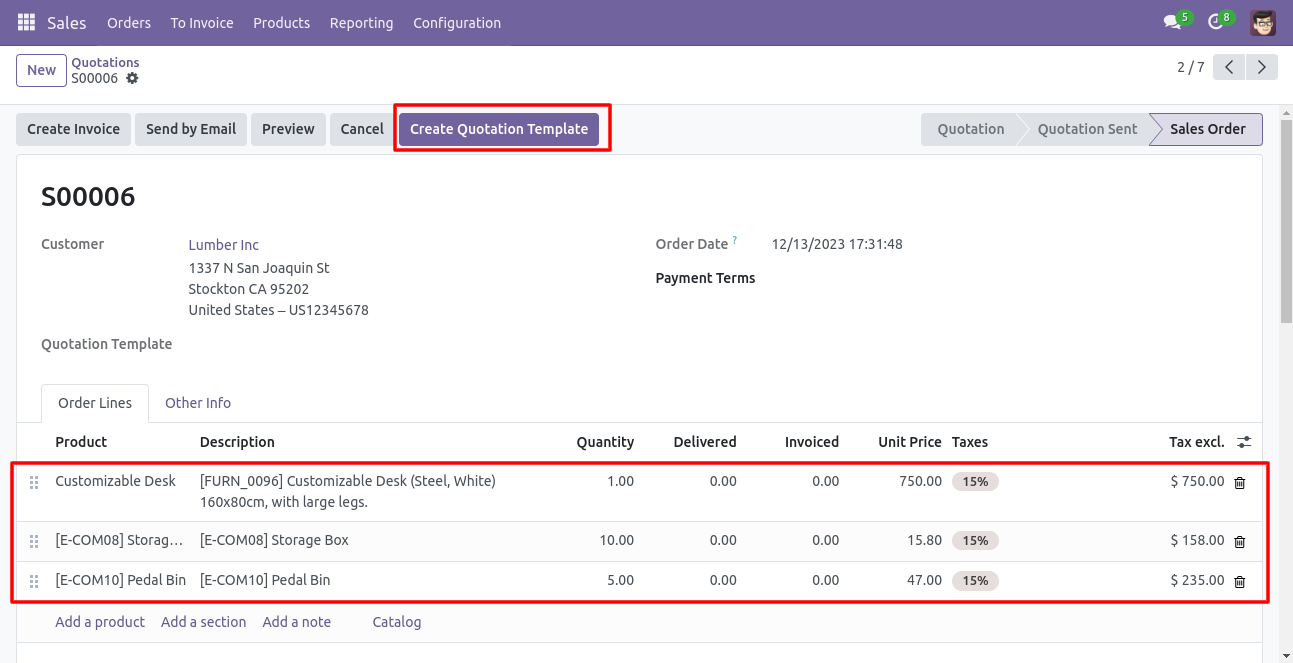 Sales Orders To Invoice Products Reporting Configuration 5 8
New Quotations 2 / 7
S00006
Create Invoice Send by Email Preview Cancel Create Quotation Template Quotation Quotation Sent Sales Order
S00006
Customer Lumber Inc Order Date ? 12/13/2023 17:31:48
1337 N San Joaquin St Payment Terms
Stockton CA 95202
United States – US12345678
Quotation Template
Order Lines Other Info
Product Description Quantity Delivered Invoiced Unit Price Taxes Tax excl.
Customizable Desk [FURN_0096] Customizable Desk (Steel, White) 1.00 0.00 0.00 750.00 15% $ 750.00
160x80cm, with large legs.
[E-COM08] Storag... [E-COM08] Storage Box 10.00 0.00 0.00 15.80 15% $ 158.00
[E-COM10] Pedal Bin [E-COM10] Pedal Bin 5.00 0.00 0.00 47.00 15% $ 235.00
Add a product Add a section Add a note Catalog